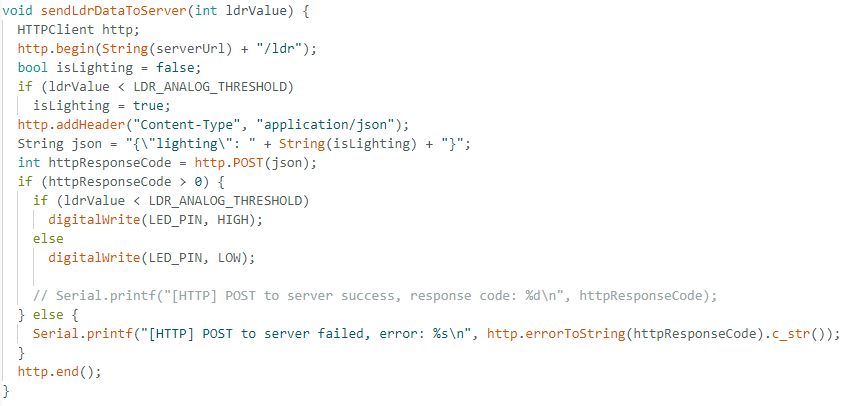 void sendLdrDataToServer(int ldrValue) {
  HTTPClient http;
  http.begin(String(serverUrl) + "/ldr");
  bool isLighting = false;
  if (ldrValue < LDR_ANALOG_THRESHOLD)
    isLighting = true;
  http.addHeader("Content-Type", "application/json");
  String json = "{\"lighting\": " + String(isLighting) + "}";
  int httpResponseCode = http.POST(json);
  if (httpResponseCode > 0) {
    if (ldrValue < LDR_ANALOG_THRESHOLD)
      digitalWrite(LED_PIN, HIGH);
    else
      digitalWrite(LED_PIN, LOW);

    // Serial.printf("[HTTP] POST to server success, response code: %d\n", httpResponseCode);
  } else {
    Serial.printf("[HTTP] POST to server failed, error: %s\n", http.errorToString(httpResponseCode).c_str());
  }
  http.end();
}